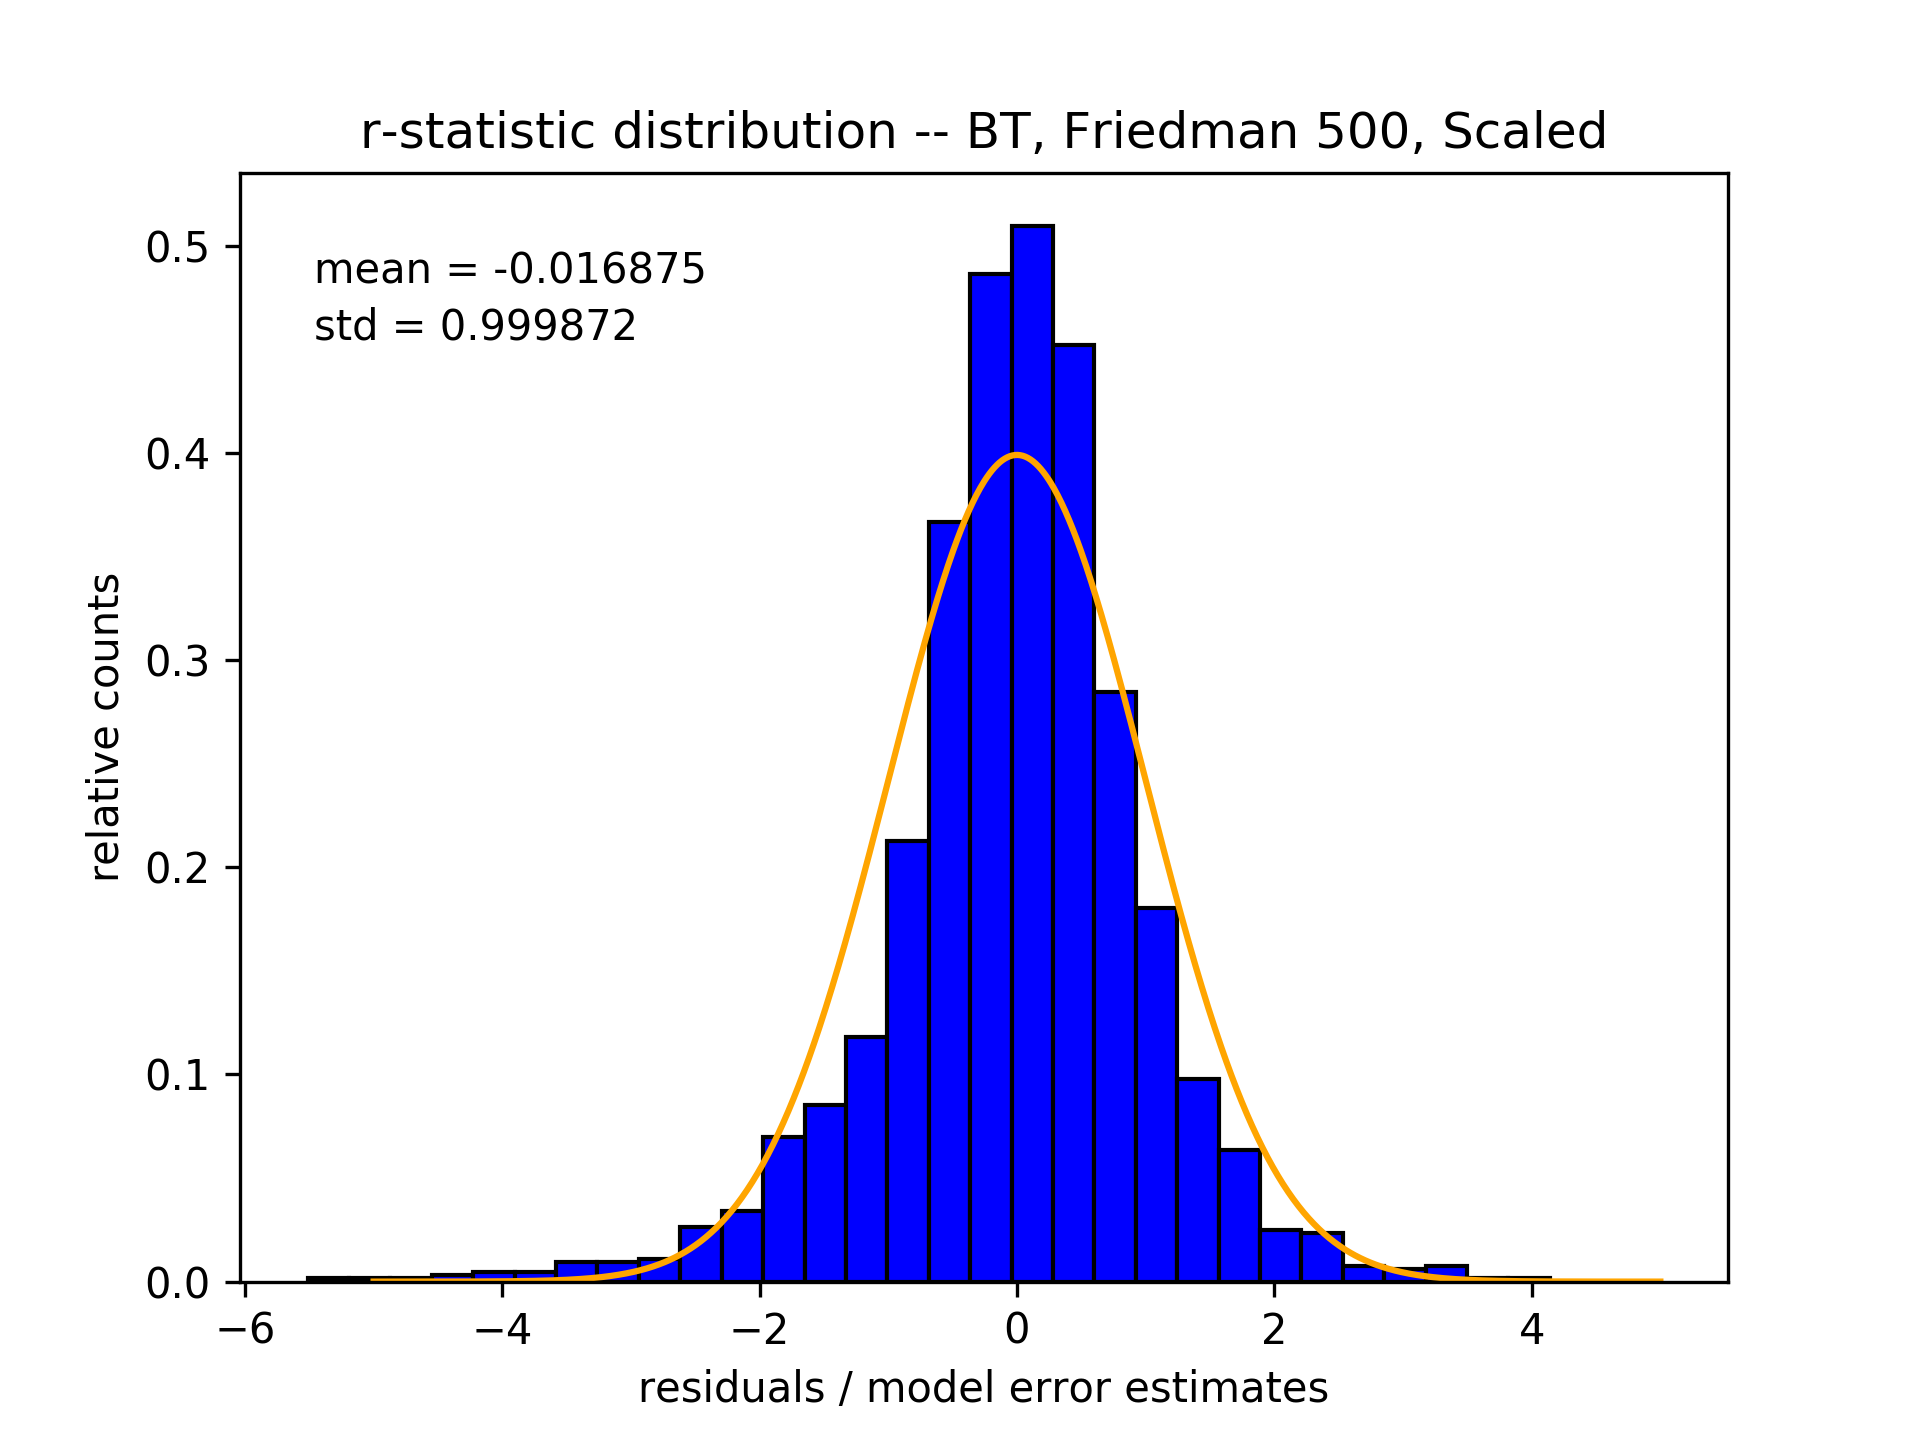 r-statistic distribution -- BT, Friedman 500, Scaled
mean = -0.016875
std = 0.999872
relative counts
0.5
0.4
0.3
0.2
0.1
0.0
−6 −4 −2 0 2 4
residuals / model error estimates